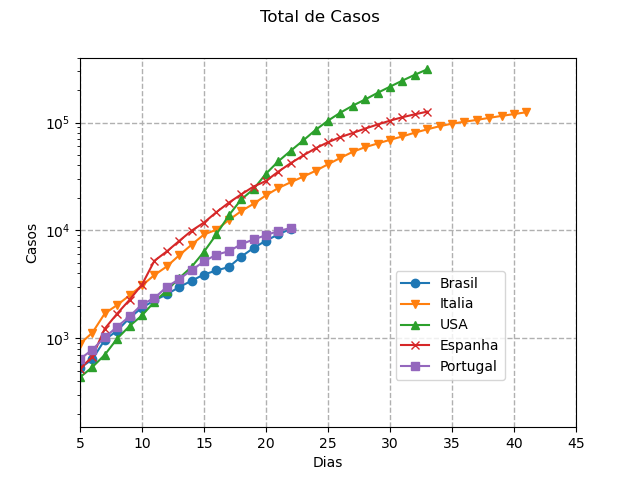 Total de Casos
Casos
10^5
10^4
10^3
Brasil
Italia
USA
Espanha
Portugal
5 10 15 20 25 30 35 40 45
Dias